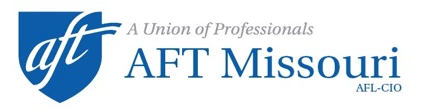 aft
A Union of Professionals
AFT Missouri
AFL-CIO